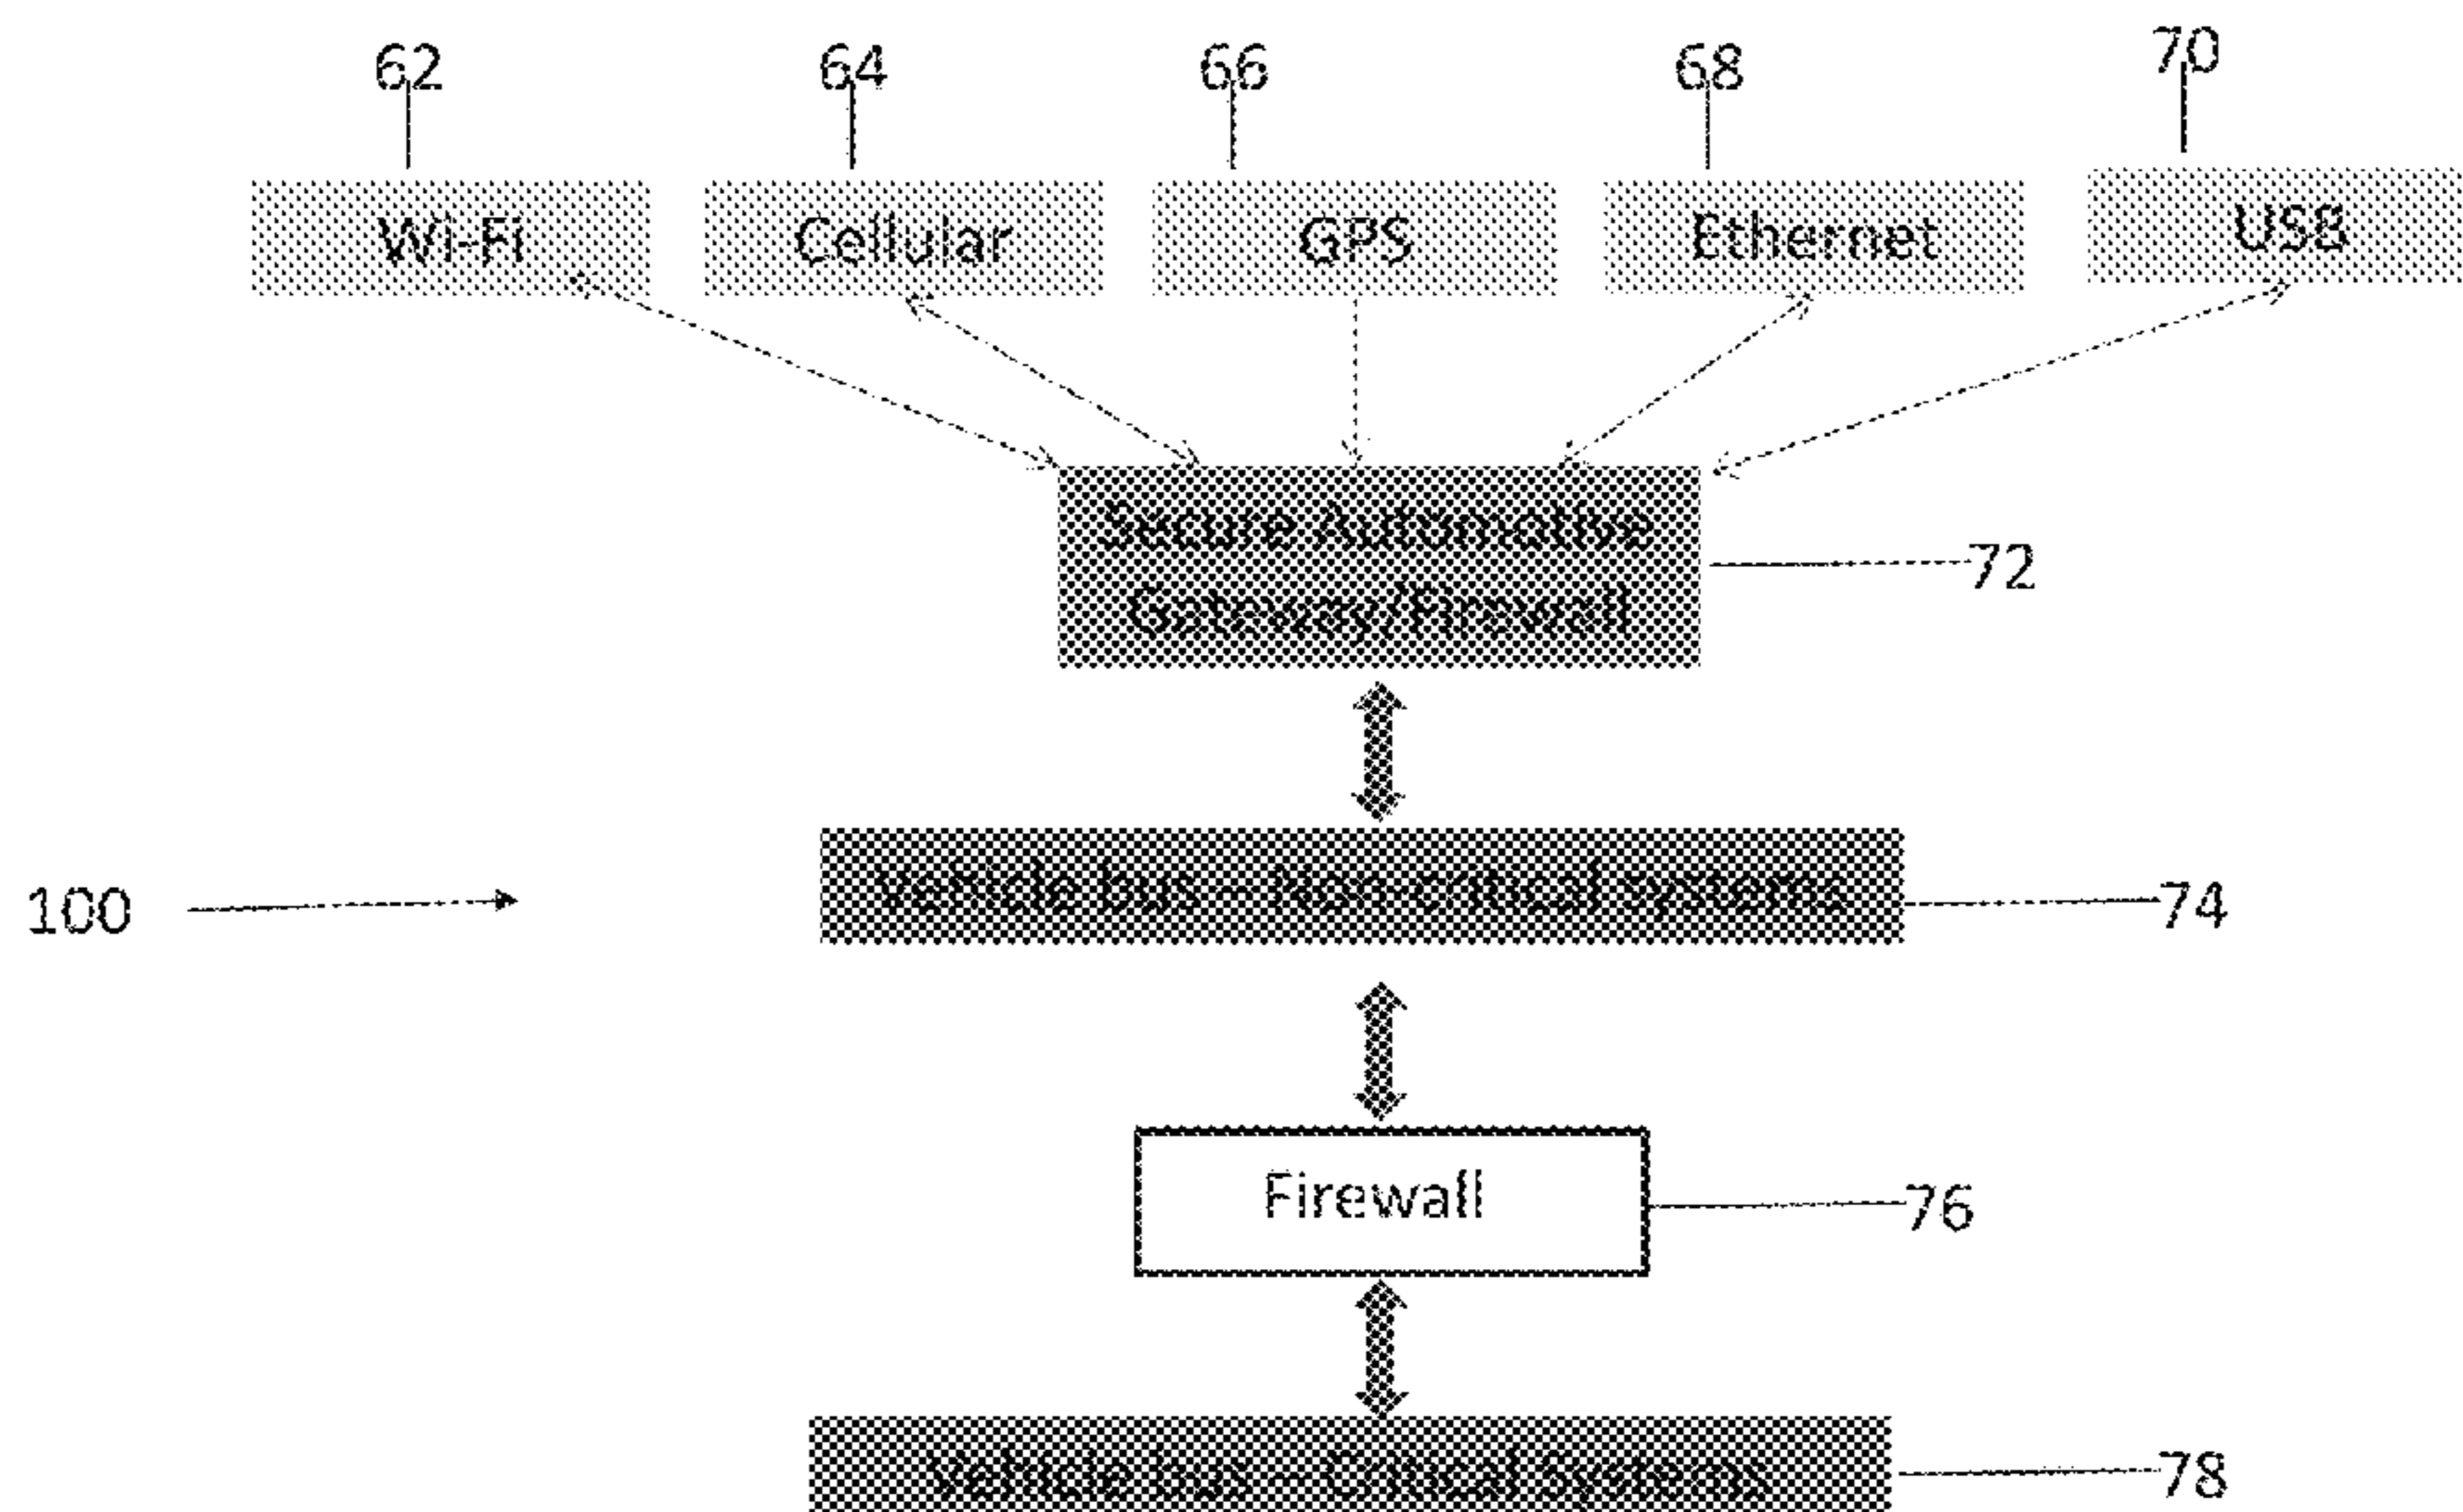 62 64 66 68 70
Wi-Fi Cellular GPS Ethernet USB
Secure Automotive
Gateway/Firewall
72
100
Vehicle bus – Non-critical systems
74
Firewall
76
Vehicle bus – Critical Systems
78